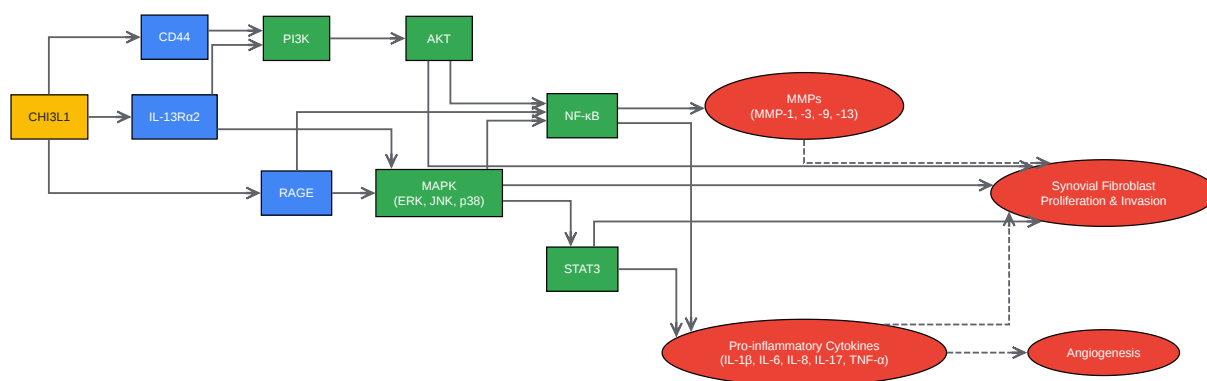 CD44
PI3K
AKT
CHI3L1
IL-13Rα2
NF-κB
MMPs
(MMP-1, -3, -9, -13)
RAGE
MAPK
(ERK, JNK, p38)
Synovial Fibroblast
Proliferation & Invasion
STAT3
Pro-inflammatory Cytokines
(IL-1β, IL-6, IL-8, IL-17, TNF-α)
Angiogenesis